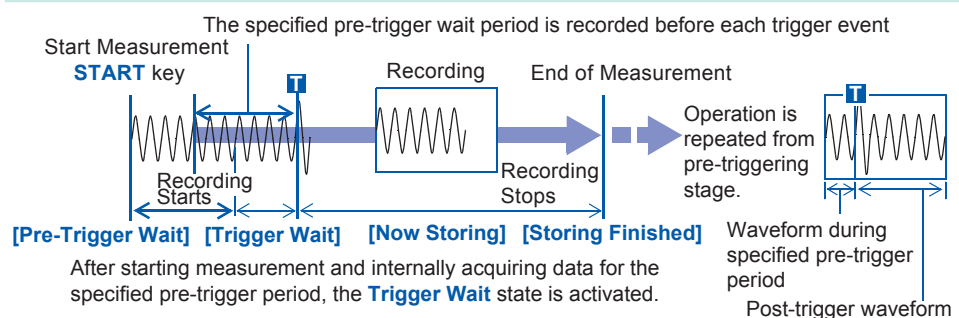 The specified pre-trigger wait period is recorded before each trigger event
Start Measurement
START key
T
Recording
End of Measurement
Recording
Starts
Recording
Stops
Operation is
repeated from
pre-triggering
stage.
T
[Pre-Trigger Wait]
[Trigger Wait]
[Now Storing]
[Storing Finished]
Waveform during
specified pre-trigger
period
Post-trigger waveform
After starting measurement and internally acquiring data for the
specified pre-trigger period, the Trigger Wait state is activated.